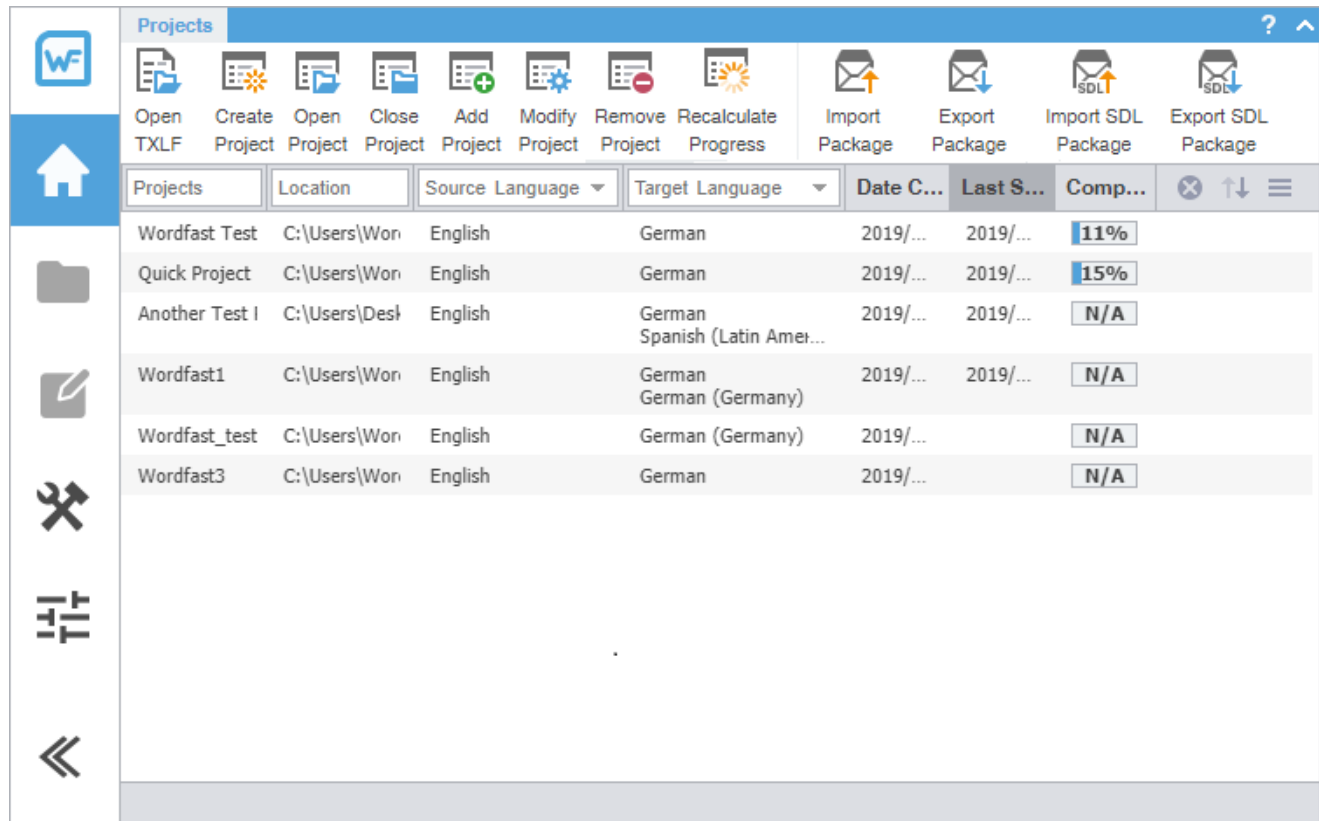 Projects ?
WF
Open TXLF
Create Project
Open Project
Close Project
Add Project
Modify Project
Remove Project
Recalculate Progress
Import Package
Export Package
SDL
Import SDL Package
SDL
Export SDL Package
Projects Location Source Language Target Language Date C... Last S... Comp...
Wordfast Test C:\Users\Wor English German 2019/... 2019/... 11%
Quick Project C:\Users\Wor English German 2019/... 2019/... 15%
Another Test C:\Users\Desk English German 2019/... 2019/... N/A
Spanish (Latin Amer...
Wordfast1 C:\Users\Wor English German 2019/... 2019/... N/A
German (Germany)
Wordfast_test C:\Users\Wor English German (Germany) 2019/... N/A
Wordfast3 C:\Users\Wor English German 2019/... N/A